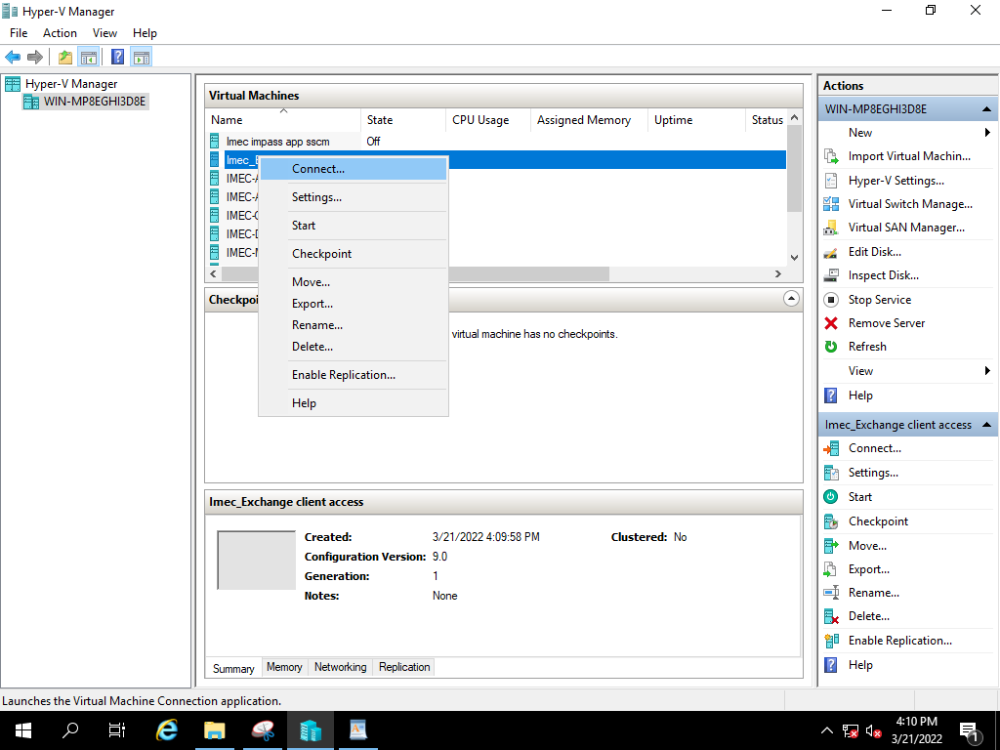 Hyper-V Manager
File Action View Help
Hyper-V Manager
WIN-MP8EGHI3D8E
Virtual Machines
Name State CPU Usage Assigned Memory Uptime Status
Imec impass app sscm Off
Imec_
IMEC-
IMEC-
IMEC-
IMEC-
IMEC-
Connect...
Settings...
Start
Checkpoint
Move...
Export...
Rename...
Delete...
Enable Replication...
Help
Checkpoi
virtual machine has no checkpoints.
Imec_Exchange client access
Created: 3/21/2022 4:09:58 PM Clustered: No
Configuration Version: 9.0
Generation: 1
Notes: None
Summary Memory Networking Replication
Actions
WIN-MP8EGHI3D8E
New
Import Virtual Machin...
Hyper-V Settings...
Virtual Switch Manage...
Virtual SAN Manager...
Edit Disk...
Inspect Disk...
Stop Service
Remove Server
Refresh
View
Help
Imec_Exchange client access
Connect...
Settings...
Start
Checkpoint
Move...
Export...
Rename...
Delete...
Enable Replication...
Help
Launches the Virtual Machine Connection application.
4:10 PM
3/21/2022
1